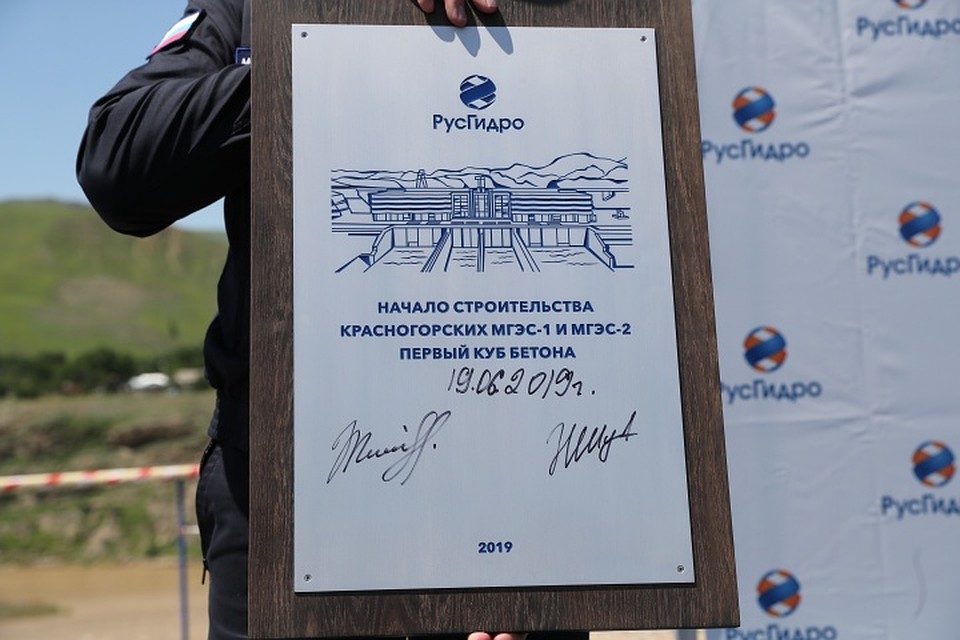 РусГидро
НАЧАЛО СТРОИТЕЛЬСТВА
КРАСНОГОРСКИХ МГЭС-1 И МГЭС-2
ПЕРВЫЙ КУБ БЕТОНА
19.06.2019г.
2019
РусГидро
РусГидро
РусГидро
РусГидро
РусГидро
РусГидро